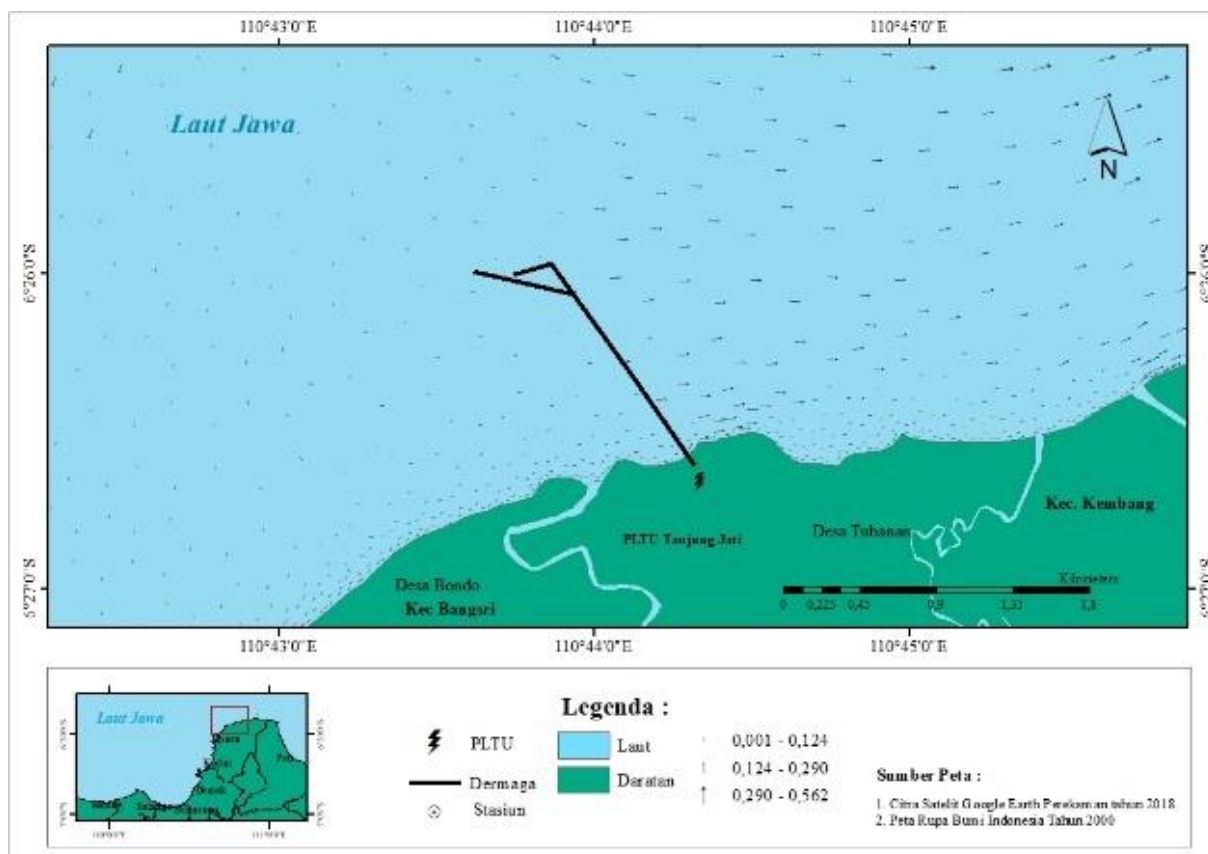 110°43'0"E 110°44'0"E 110°45'0"E
Laut Jawa
N
6°26'0"S
Kec. Kembang
Desa Tubanan
PLTU Tanjung Jati
Kilometers
Desa Bondo
Kec Bangsri
0 0,225 0,45 0,9 1,35 1,8
6°27'0"S
110°43'0"E 110°44'0"E 110°45'0"E
Legenda :
Laut Jawa
PLTU
Laut
0,001 - 0,124
Dermaga
Daratan
0,124 - 0,290
Stasiun
0,290 - 0,562
Sumber Peta :
1. Citra Satelit Google Earth Perekaman tahun 2018
2. Peta Rupa Bumi Indonesia Tahun 2000